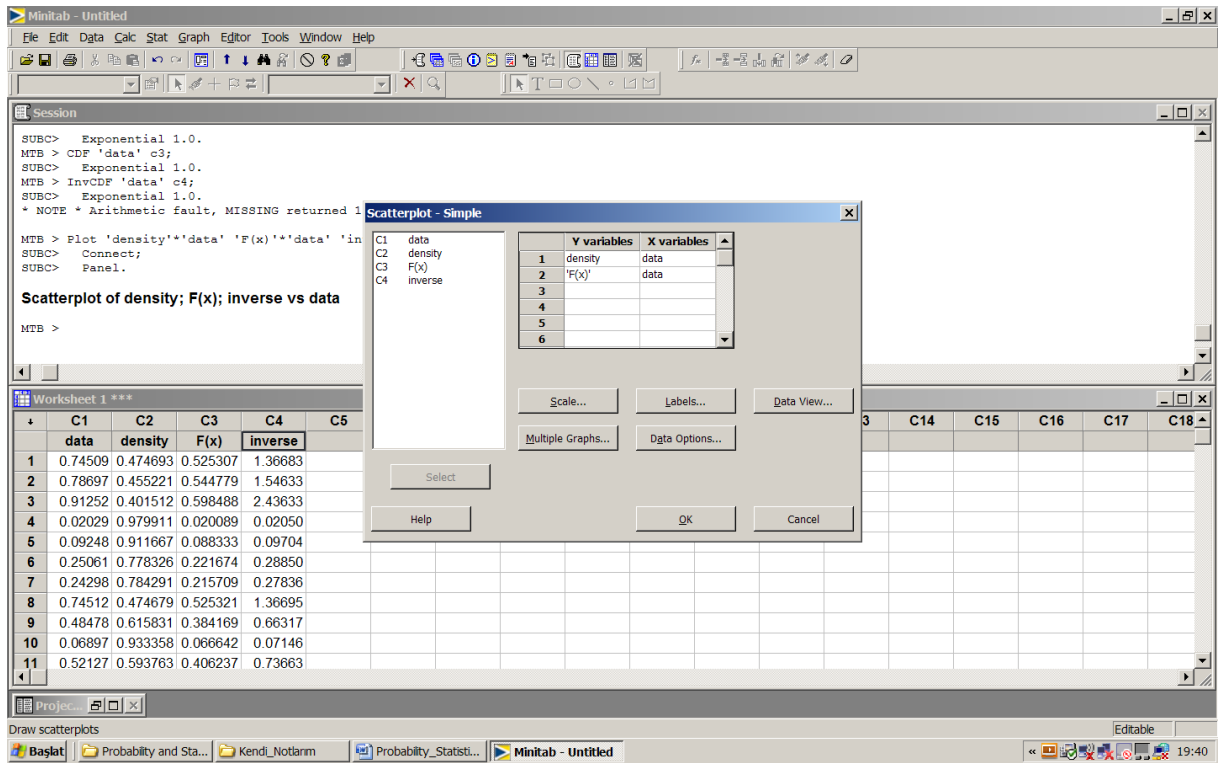 Minitab - Untitled
File Edit Data Calc Stat Graph Editor Tools Window Help
Session
SUBC> Exponential 1.0.
MTB > CDF 'data' c3;
SUBC> Exponential 1.0.
MTB > InvCDF 'data' c4;
SUBC> Exponential 1.0.
* NOTE * Arithmetic fault, MISSING returned 1
MTB > Plot 'density'*'data' 'F(x)'*'data' 'in
SUBC> Connect;
SUBC> Panel.
Scatterplot of density; F(x); inverse vs data
MTB >
Scatterplot - Simple
C1 data
C2 density
C3 F(x)
C4 inverse
Y variables X variables
1 density data
2 'F(x)' data
3
4
5
6
Scale... Labels... Data View...
Multiple Graphs... Data Options...
Select
Help OK Cancel
Worksheet 1 ***
C1 C2 C3 C4 C5 3 C14 C15 C16 C17 C18
data density F(x) inverse
1 0.74509 0.474693 0.525307 1.36683
2 0.78697 0.455221 0.544779 1.54633
3 0.91252 0.401512 0.598488 2.43633
4 0.02029 0.979911 0.020089 0.02050
5 0.09248 0.911667 0.088333 0.09704
6 0.25061 0.778326 0.221674 0.28850
7 0.24298 0.784291 0.215709 0.27836
8 0.74512 0.474679 0.525321 1.36695
9 0.48478 0.615831 0.384169 0.66317
10 0.06897 0.933358 0.066642 0.07146
11 0.52127 0.593763 0.406237 0.73663
Projec...
Draw scatterplots
Editable
Başlat Probability and Sta... Kendi_Notlarım Probability_Statisti... Minitab - Untitled « 19:40